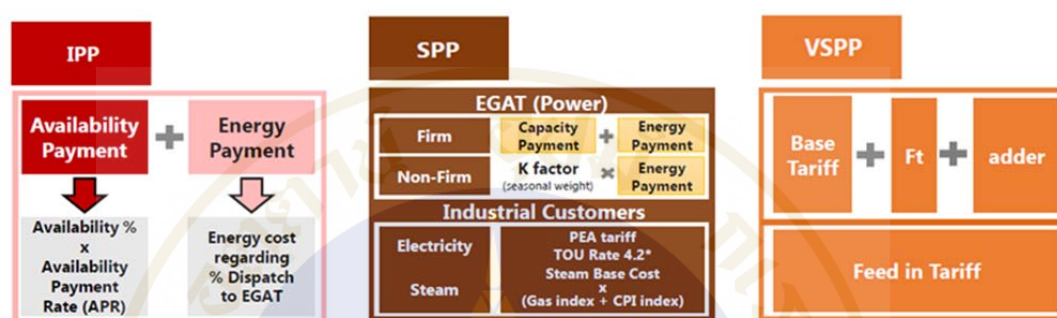 IPP
Availability
Payment
+
Energy
Payment
Availability %
x
Availability
Payment
Rate (APR)
Energy cost
regarding
% Dispatch
to EGAT
SPP
EGAT (Power)
Firm
Capacity
Payment
+
Energy
Payment
Non-Firm
K factor
(seasonal weight)
×
Energy
Payment
Industrial Customers
Electricity
PEA tariff
TOU Rate 4.2*
Steam
Steam Base Cost
x
(Gas index + CPI index)
VSPP
Base
Tariff
+
Ft
+
adder
Feed in Tariff